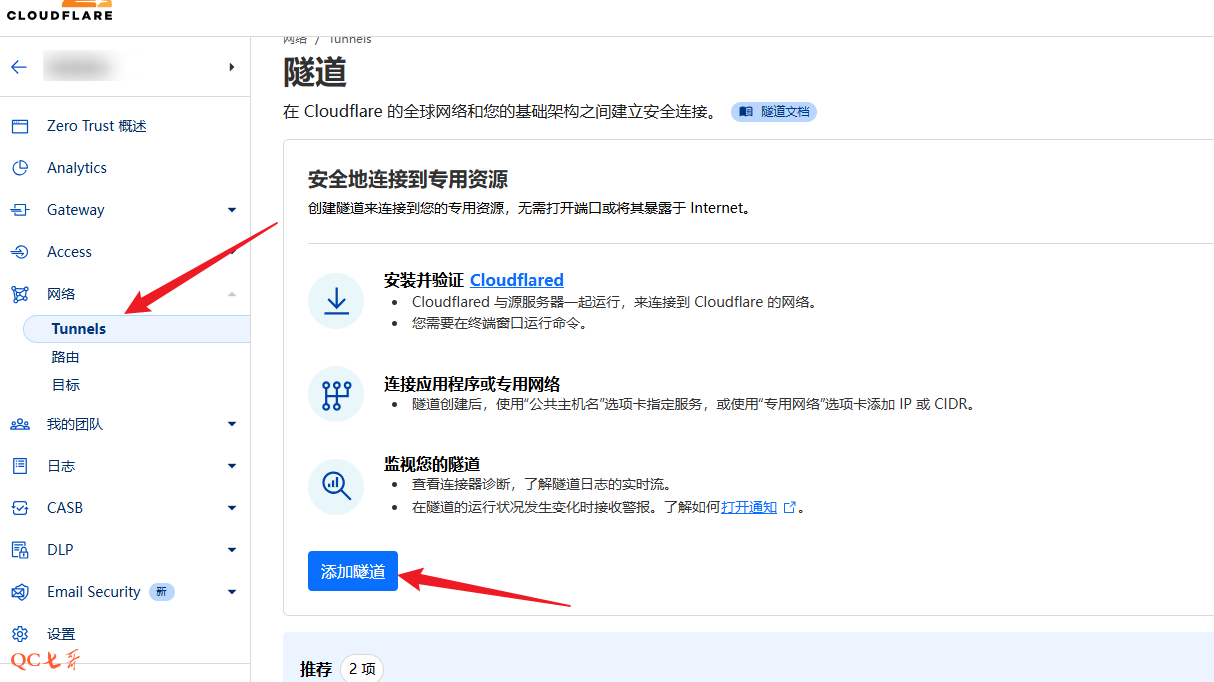 CLOUDFLARE
网络 / Tunnels
隧道
在 Cloudflare 的全球网络和您的基础架构之间建立安全连接。 隧道文档
Zero Trust 概述
Analytics
Gateway
Access
网络
Tunnels
路由
目标
我的团队
日志
CASB
DLP
Email Security 新
设置
QC七哥
安全地连接到专用资源
创建隧道来连接到您的专用资源，无需打开端口或将其暴露于 Internet。
安装并验证 Cloudflared
• Cloudflared 与源服务器一起运行，来连接到 Cloudflare 的网络。
• 您需要在终端窗口运行命令。
连接应用程序或专用网络
• 隧道创建后，使用“公共主机名”选项卡指定服务，或使用“专用网络”选项卡添加 IP 或 CIDR。
监视您的隧道
• 查看连接器诊断，了解隧道日志的实时流。
• 在隧道的运行状况发生变化时接收警报。了解如何打开通知 。
添加隧道
推荐 2 项